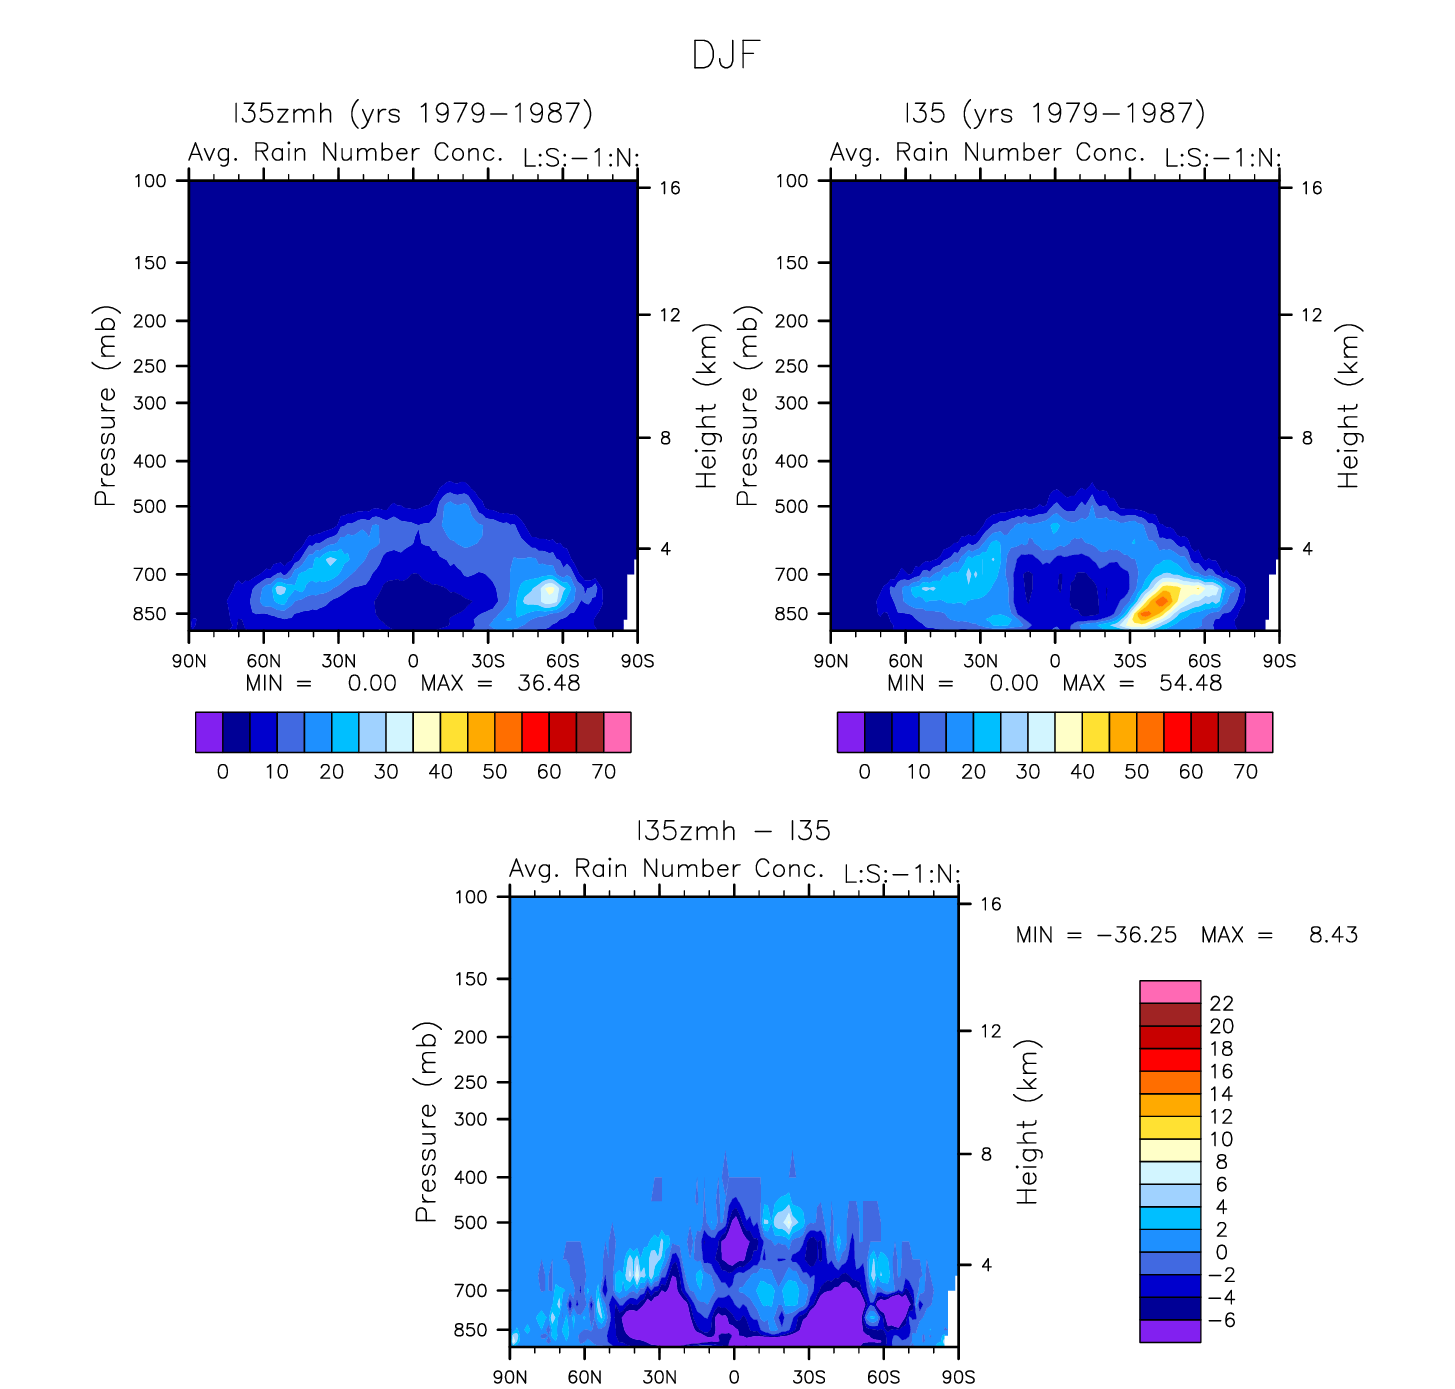 DJF
I35zmh (yrs 1979−1987)
I35 (yrs 1979−1987)
Avg. Rain Number Conc. L:S:−1:N:
Avg. Rain Number Conc. L:S:−1:N:
100
150
200
250
300
400
500
700
850
Pressure (mb)
16
12
8
4
Height (km)
90N 60N 30N 0 30S 60S 90S
MIN = 0.00 MAX = 36.48
0 10 20 30 40 50 60 70
100
150
200
250
300
400
500
700
850
Pressure (mb)
16
12
8
4
Height (km)
90N 60N 30N 0 30S 60S 90S
MIN = 0.00 MAX = 54.48
0 10 20 30 40 50 60 70
I35zmh − I35
Avg. Rain Number Conc. L:S:−1:N:
100
150
200
250
300
400
500
700
850
Pressure (mb)
16
12
8
4
Height (km)
90N 60N 30N 0 30S 60S 90S
MIN = −36.25 MAX = 8.43
22
20
18
16
14
12
10
8
6
4
2
0
−2
−4
−6